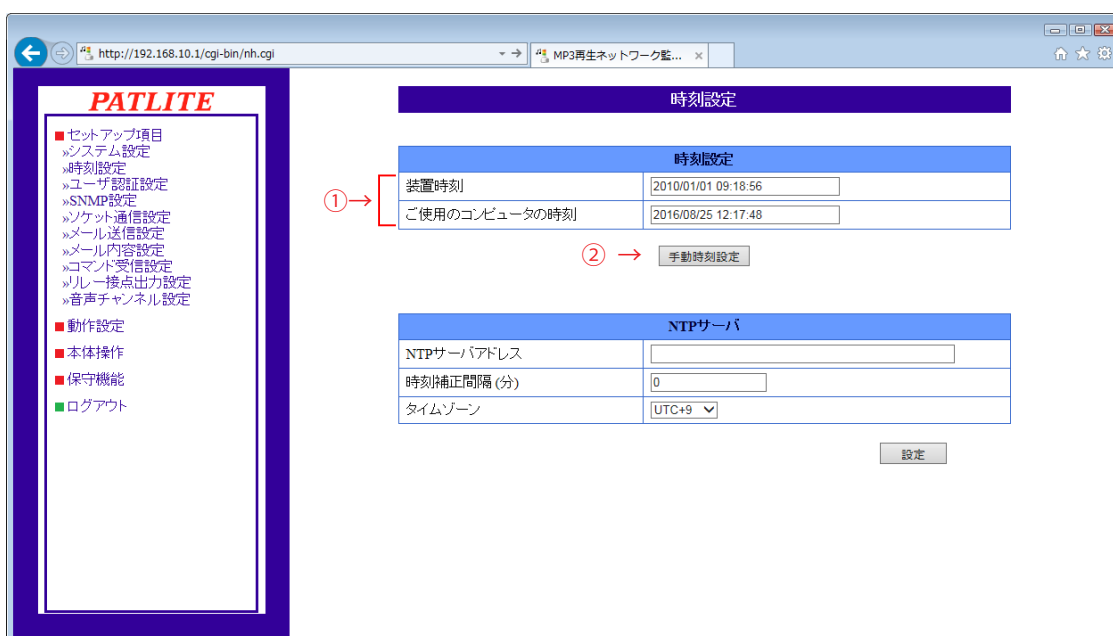 http://192.168.10.1/cgi-bin/nh.cgi
MP3再生ネットワーク監...
PATLITE
■セットアップ項目
»システム設定
»時刻設定
»ユーザ認証設定
»SNMP設定
»ソケット通信設定
»メール送信設定
»メール内容設定
»コマンド受信設定
»リレー接点出力設定
»音声チャンネル設定
■動作設定
■本体操作
■保守機能
■ログアウト
時刻設定
時刻設定
①→
装置時刻 2010/01/01 09:18:56
ご使用のコンピュータの時刻 2016/08/25 12:17:48
② → 手動時刻設定
NTPサーバ
NTPサーバアドレス
時刻補正間隔(分) 0
タイムゾーン UTC+9
設定